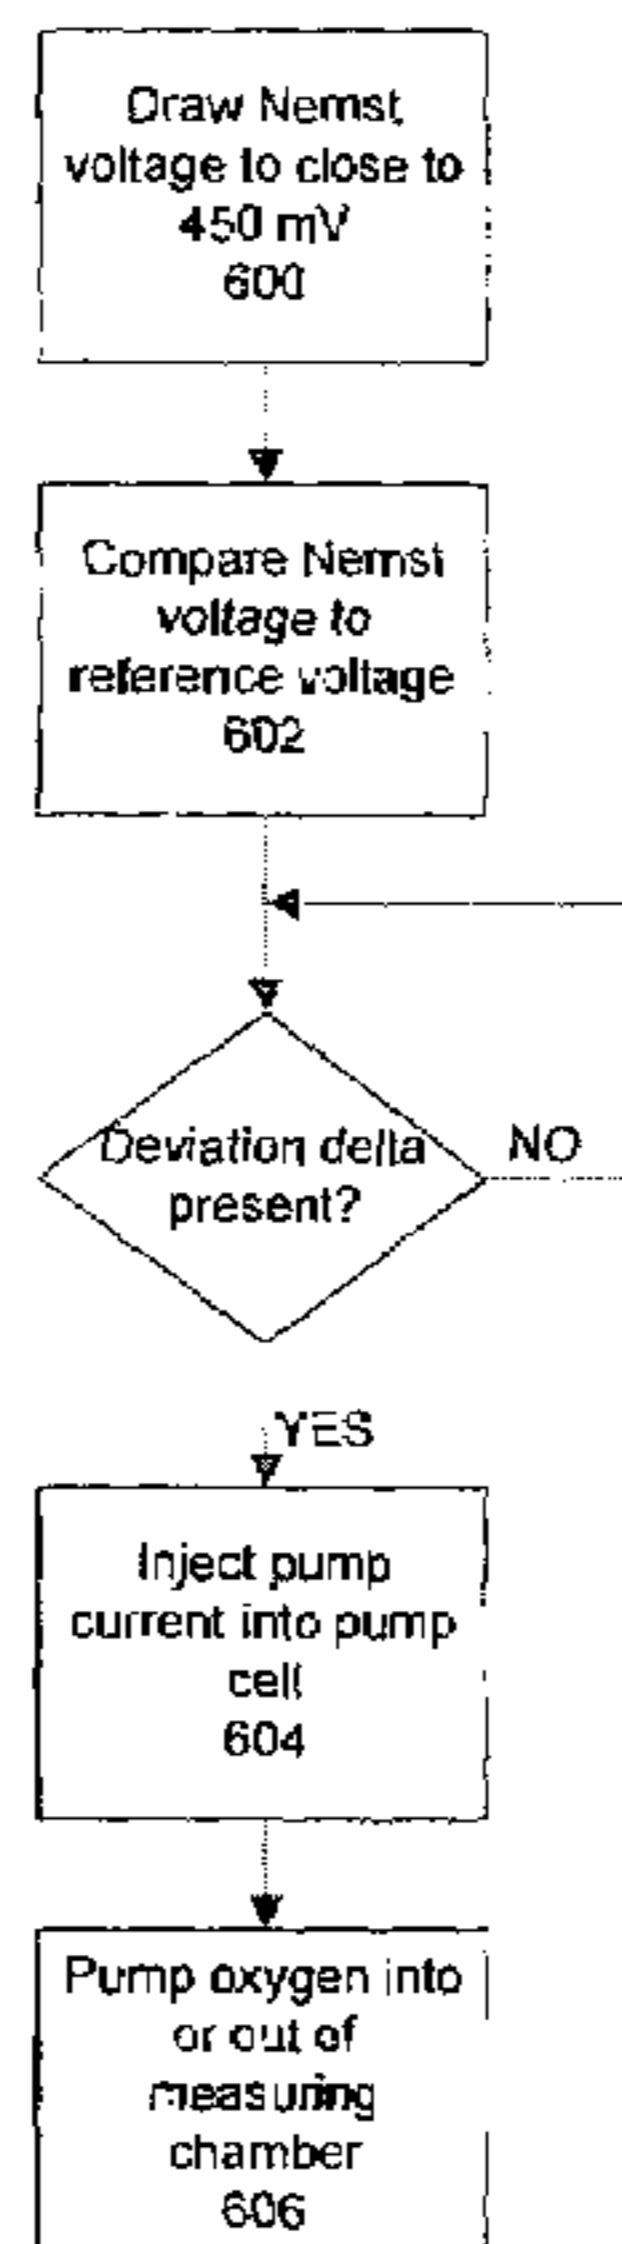 Draw Nernst
voltage to close to
450 mV
600
Compare Nernst
voltage to
reference voltage
602
Deviation delta
present?
NO
YES
Inject pump
current into pump
cell
604
Pump oxygen into
or out of
measuring
chamber
606